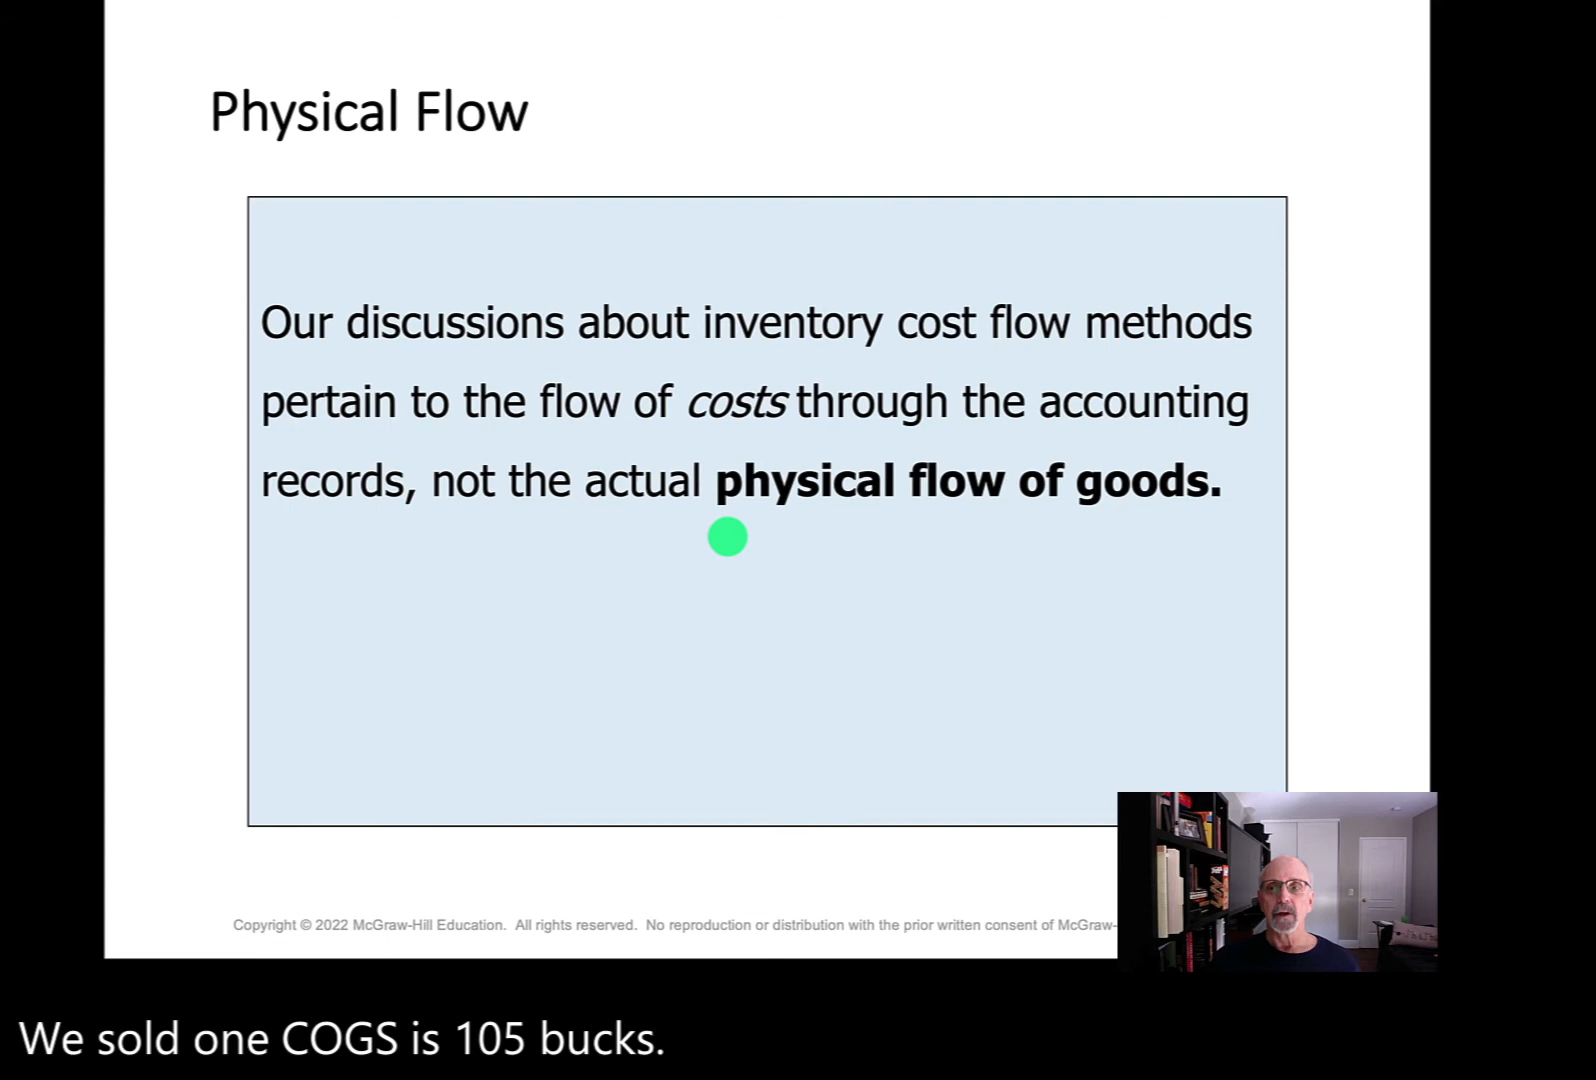 Physical Flow
Our discussions about inventory cost flow methods
pertain to the flow of costs through the accounting
records, not the actual physical flow of goods.
Copyright © 2022 McGraw-Hill Education. All rights reserved. No reproduction or distribution with the prior written consent of McGraw-
We sold one COGS is 105 bucks.